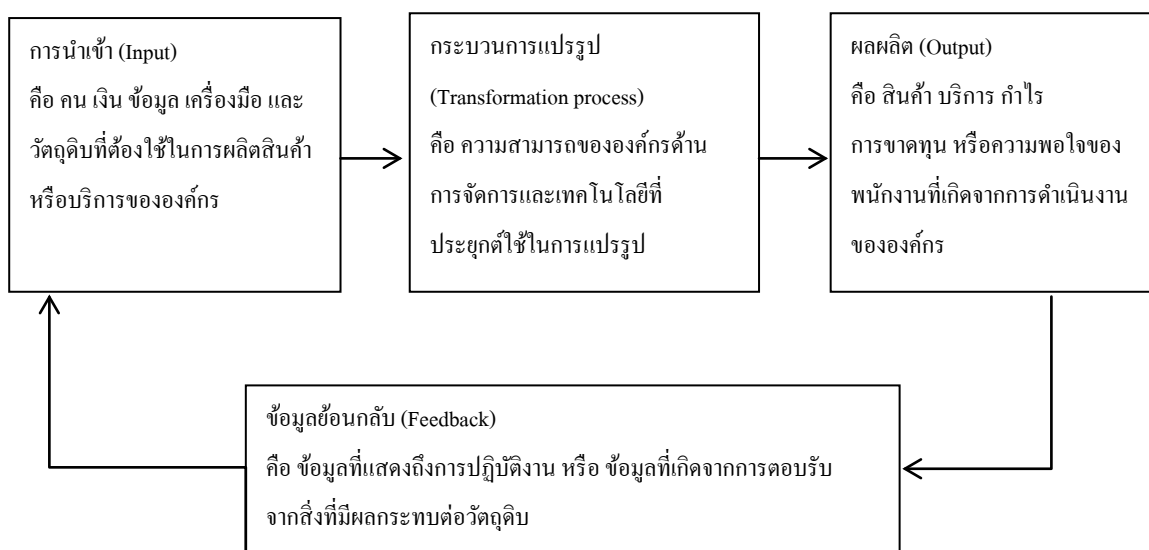 การนำเข้า (Input)
คือ คน เงิน ข้อมูล เครื่องมือ และ
วัตถุดิบที่ต้องใช้ในการผลิตสินค้า
หรือบริการขององค์กร
กระบวนการแปรรูป
(Transformation process)
คือ ความสามารถขององค์กรด้าน
การจัดการและเทคโนโลยีที่
ประยุกต์ใช้ในการแปรรูป
ผลผลิต (Output)
คือ สินค้า บริการ กำไร
การขาดทุน หรือความพอใจของ
พนักงานที่เกิดจากการดำเนินงาน
ขององค์กร
ข้อมูลย้อนกลับ (Feedback)
คือ ข้อมูลที่แสดงถึงการปฏิบัติงาน หรือ ข้อมูลที่เกิดจากการตอบรับ
จากสิ่งที่มีผลกระทบต่อวัตถุดิบ